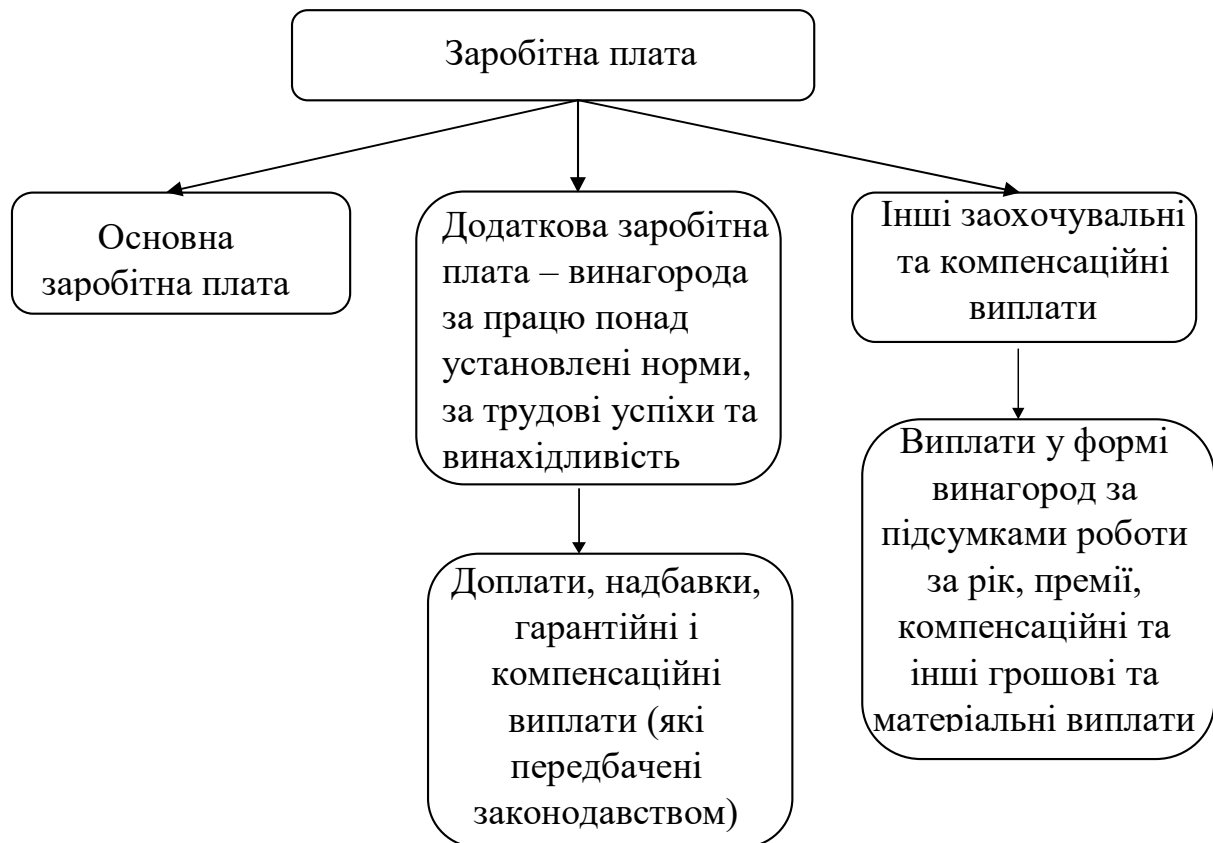 Заробітна плата
Основна
заробітна плата
Додаткова заробітна
плата – винагорода
за працю понад
установлені норми,
за трудові успіхи та
винахідливість
Інші заохочувальні
та компенсаційні
виплати
Доплати, надбавки,
гарантійні і
компенсаційні
виплати (які
передбачені
законодавством)
Виплати у формі
винагород за
підсумками роботи
за рік, премії,
компенсаційні та
інші грошові та
матеріальні виплати